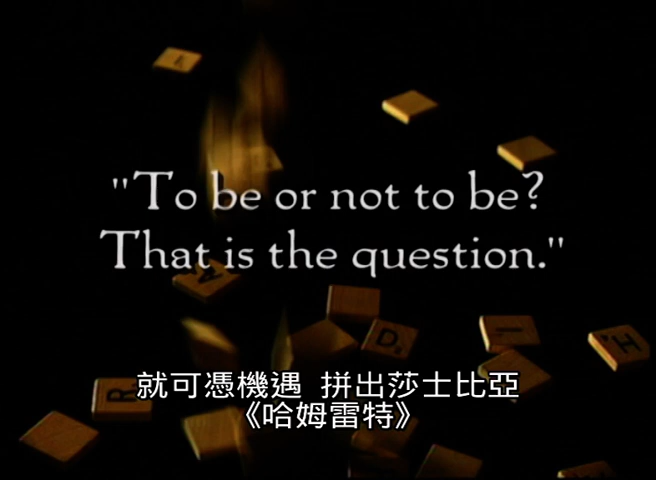 "To be or not to be?
That is the question."
A
A
D
I
H
R
就可憑機遇 拼出莎士比亞
《哈姆雷特》